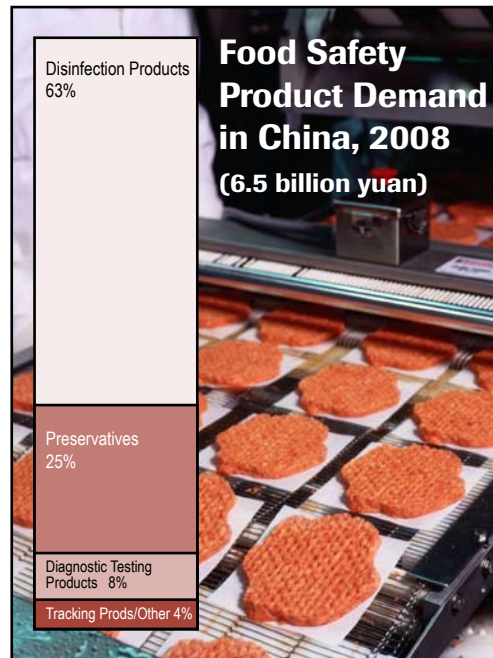 Food Safety
Product Demand
in China, 2008
(6.5 billion yuan)
Disinfection Products
63%
Preservatives
25%
Diagnostic Testing
Products 8%
Tracking Prods/Other 4%